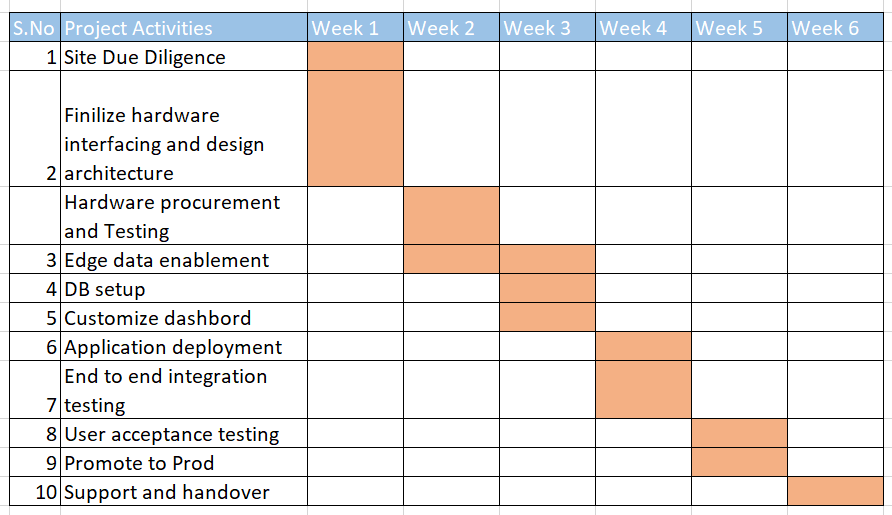 S.No Project Activities Week 1 Week 2 Week 3 Week 4 Week 5 Week 6
1 Site Due Diligence
Finilize hardware
interfacing and design
2 architecture
Hardware procurement
and Testing
3 Edge data enablement
4 DB setup
5 Customize dashbord
6 Application deployment
End to end integration
7 testing
8 User acceptance testing
9 Promote to Prod
10 Support and handover